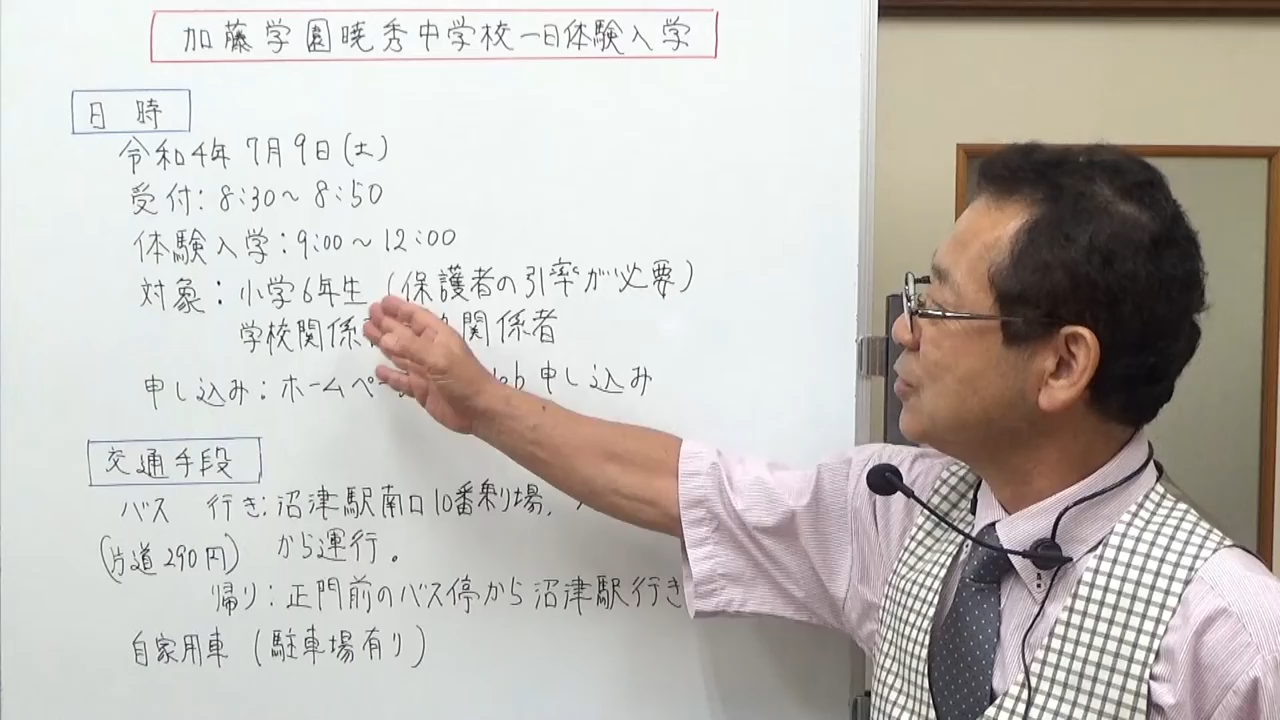 加藤学園暁秀中学校一日体験入学
日時
令和4年 7月9日(土)
受付:8:30～8:50
体験入学:9:00～12:00
対象:小学6年生(保護者の引率が必要)
学校関係 関係者
申し込み:ホームペー 申し込み
交通手段
バス 行き:沼津駅南口10番乗り場.
(片道290円) から運行。
帰り:正門前のバス停から沼津駅行き
自家用車(駐車場有り)